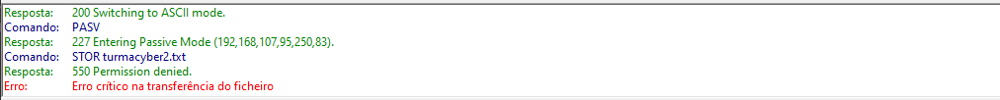 Resposta: 200 Switching to ASCII mode.
Comando: PASV
Resposta: 227 Entering Passive Mode (192,168,107,95,250,83).
Comando: STOR turmacyber2.txt
Resposta: 550 Permission denied.
Erro: Erro crítico na transferência do ficheiro